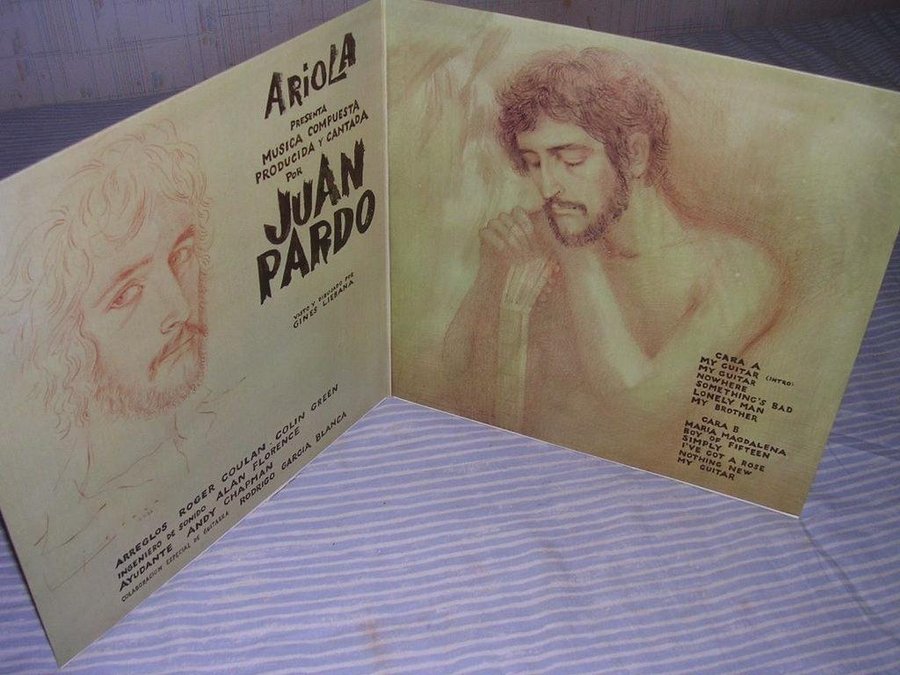 ARIOLA
PRESENTA
MUSICA COMPUESTA
PRODUCIDA Y CANTADA
POR
JUAN
PARDO
VISTO Y DIBUJADO POR
GINES LIEBANA
ARREGLOS ROGER COULAN. COLIN GREEN
INGENIERO DE SONIDO ALAN FLORENCE
AYUDANTE ANDY CHAPMAN
COLABORACION ESPECIAL DE GUITARRA RODRIGO GARCIA BLANCA
CARA A
MY GUITAR (INTRO)
MY GUITAR
NOWHERE
SOMETHING'S BAD
LONELY MAN
MY BROTHER
CARA B
MARIA MAGDALENA
BOY OF FIFTEEN
SIMPLY
I'VE GOT A ROSE
NOTHING NEW
MY GUITAR